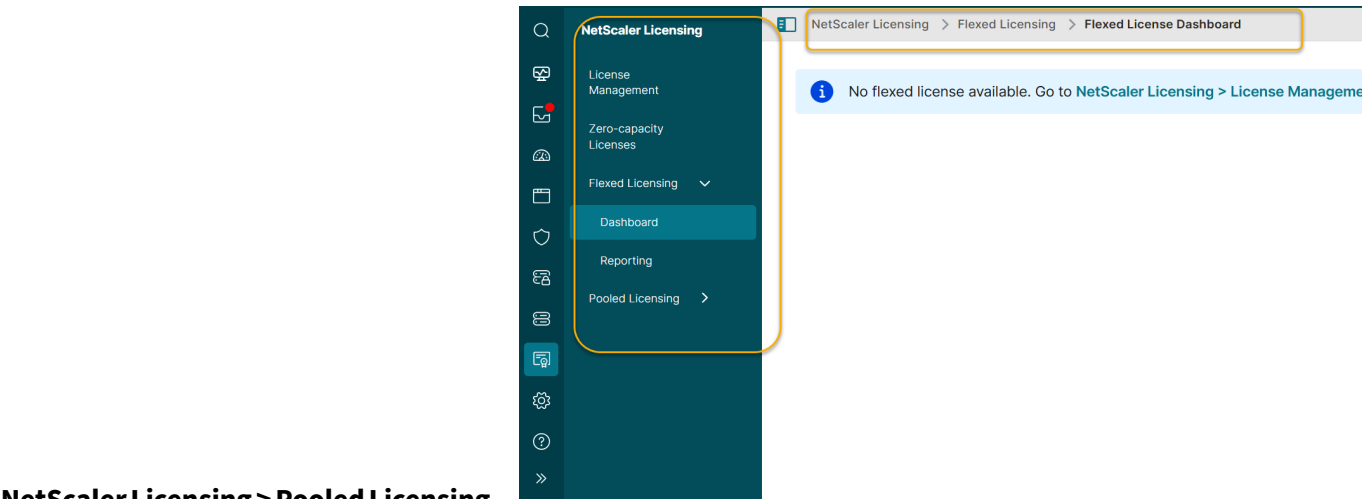 NetScaler Licensing
License
Management
Zero-capacity
Licenses
Flexed Licensing
Dashboard
Reporting
Pooled Licensing
NetScaler Licensing > Flexed Licensing > Flexed License Dashboard
No flexed license available. Go to NetScaler Licensing > License Manageme
NetScaler Licensing > Pooled Licensing